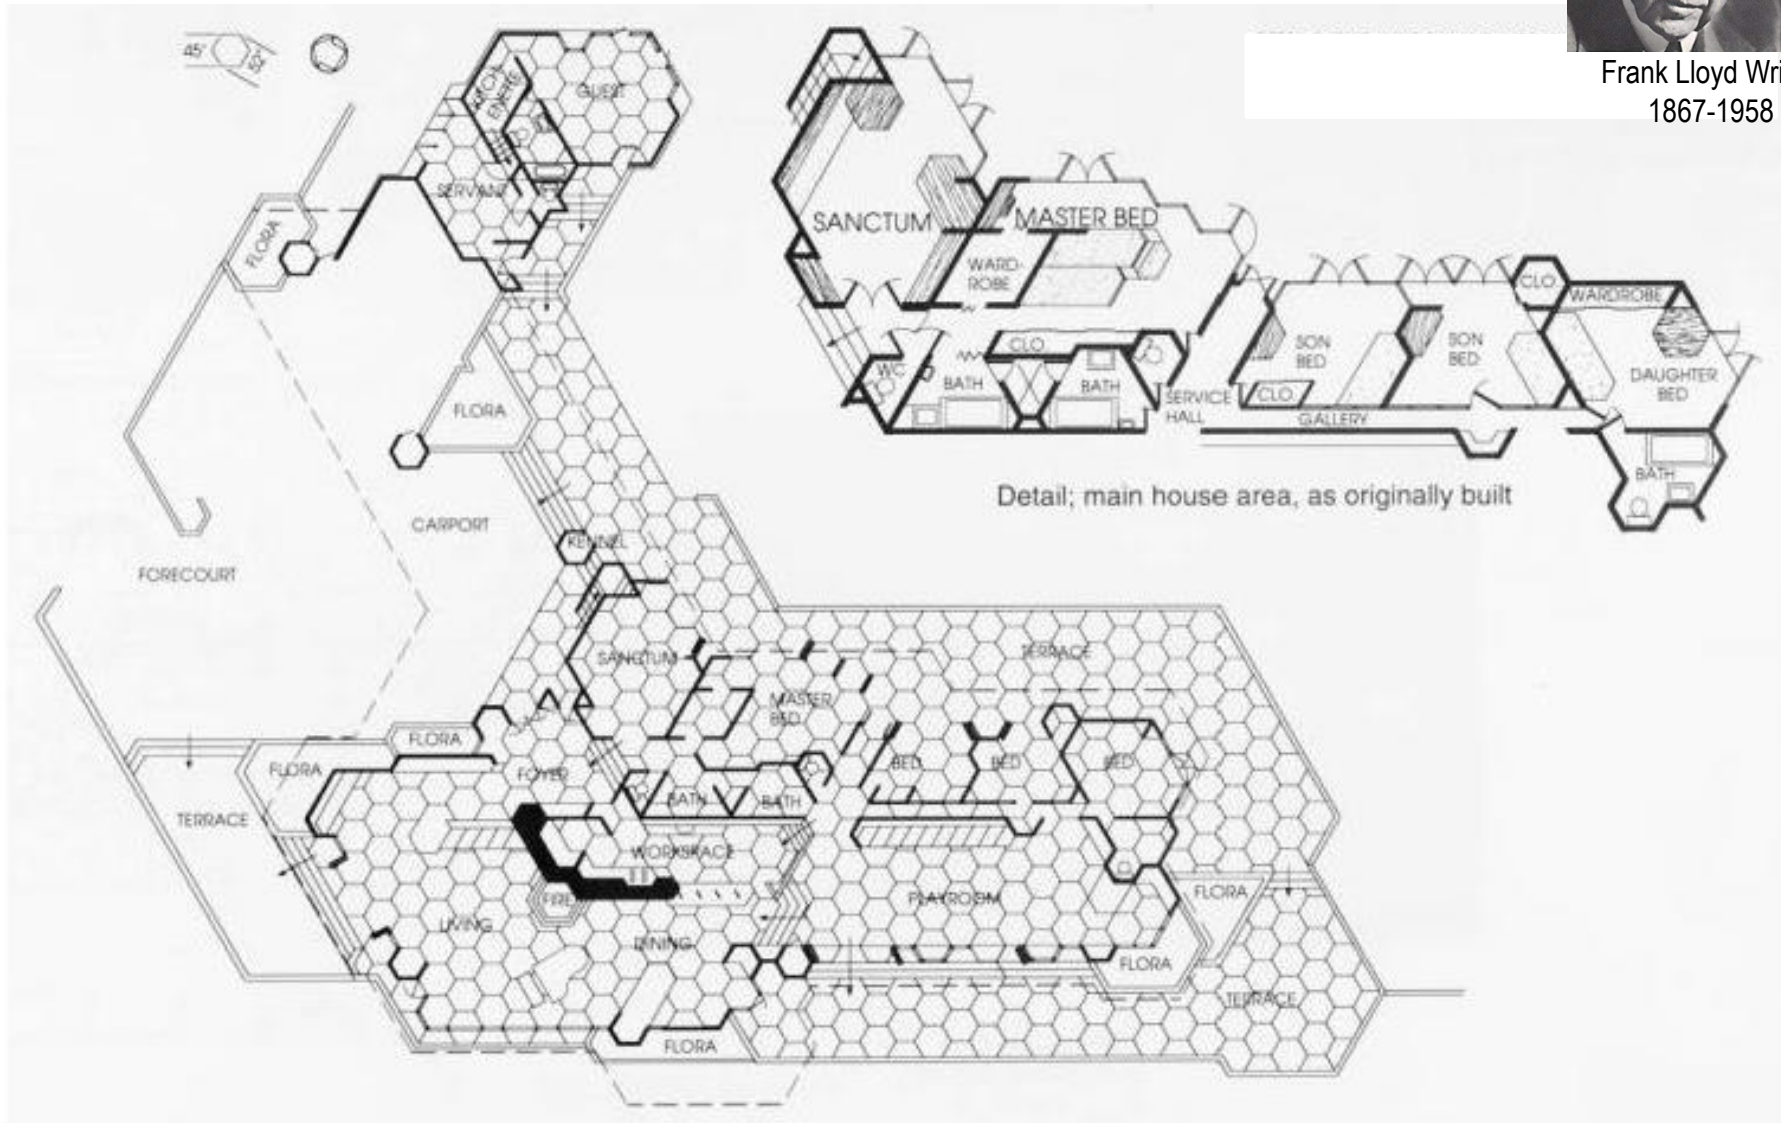 Frank Lloyd Wri
1867-1958
45°
GUEST
SERVANT
FLORA
FLORA
CARPORT
KENNEL
FORECOURT
SANCTUM
MASTER BED
WARD-
ROBE
CLO
WC
BATH
BATH
SERVICE
HALL
CLO
GALLERY
SON
BED
SON
BED
CLO
WARDROBE
DAUGHTER
BED
BATH
Detail; main house area, as originally built
SANCTUM
MASTER
BED
TERRACE
FLORA
FLORA
FOYER
BED
BED
BED
TERRACE
BATH
BATH
WORKSPACE
FIRE
LIVING
DINING
PLAYROOM
FLORA
FLORA
TERRACE
FLORA